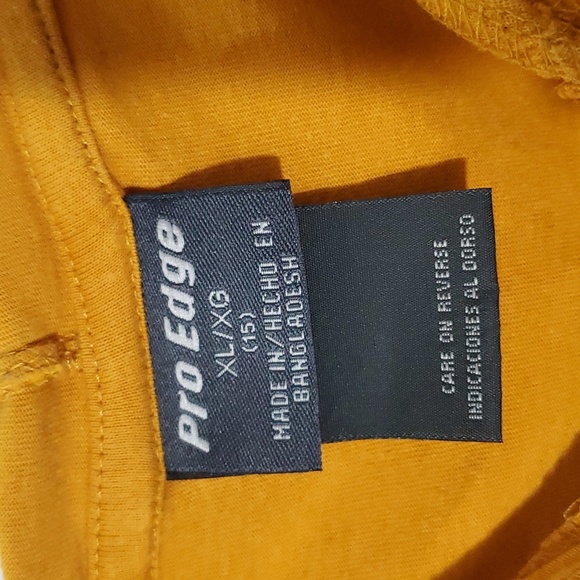 Pro Edge
XL/XG
(15)
MADE IN/HECHO EN
BANGLADESH
CARE ON REVERSE
INDICACIONES AL DORSO